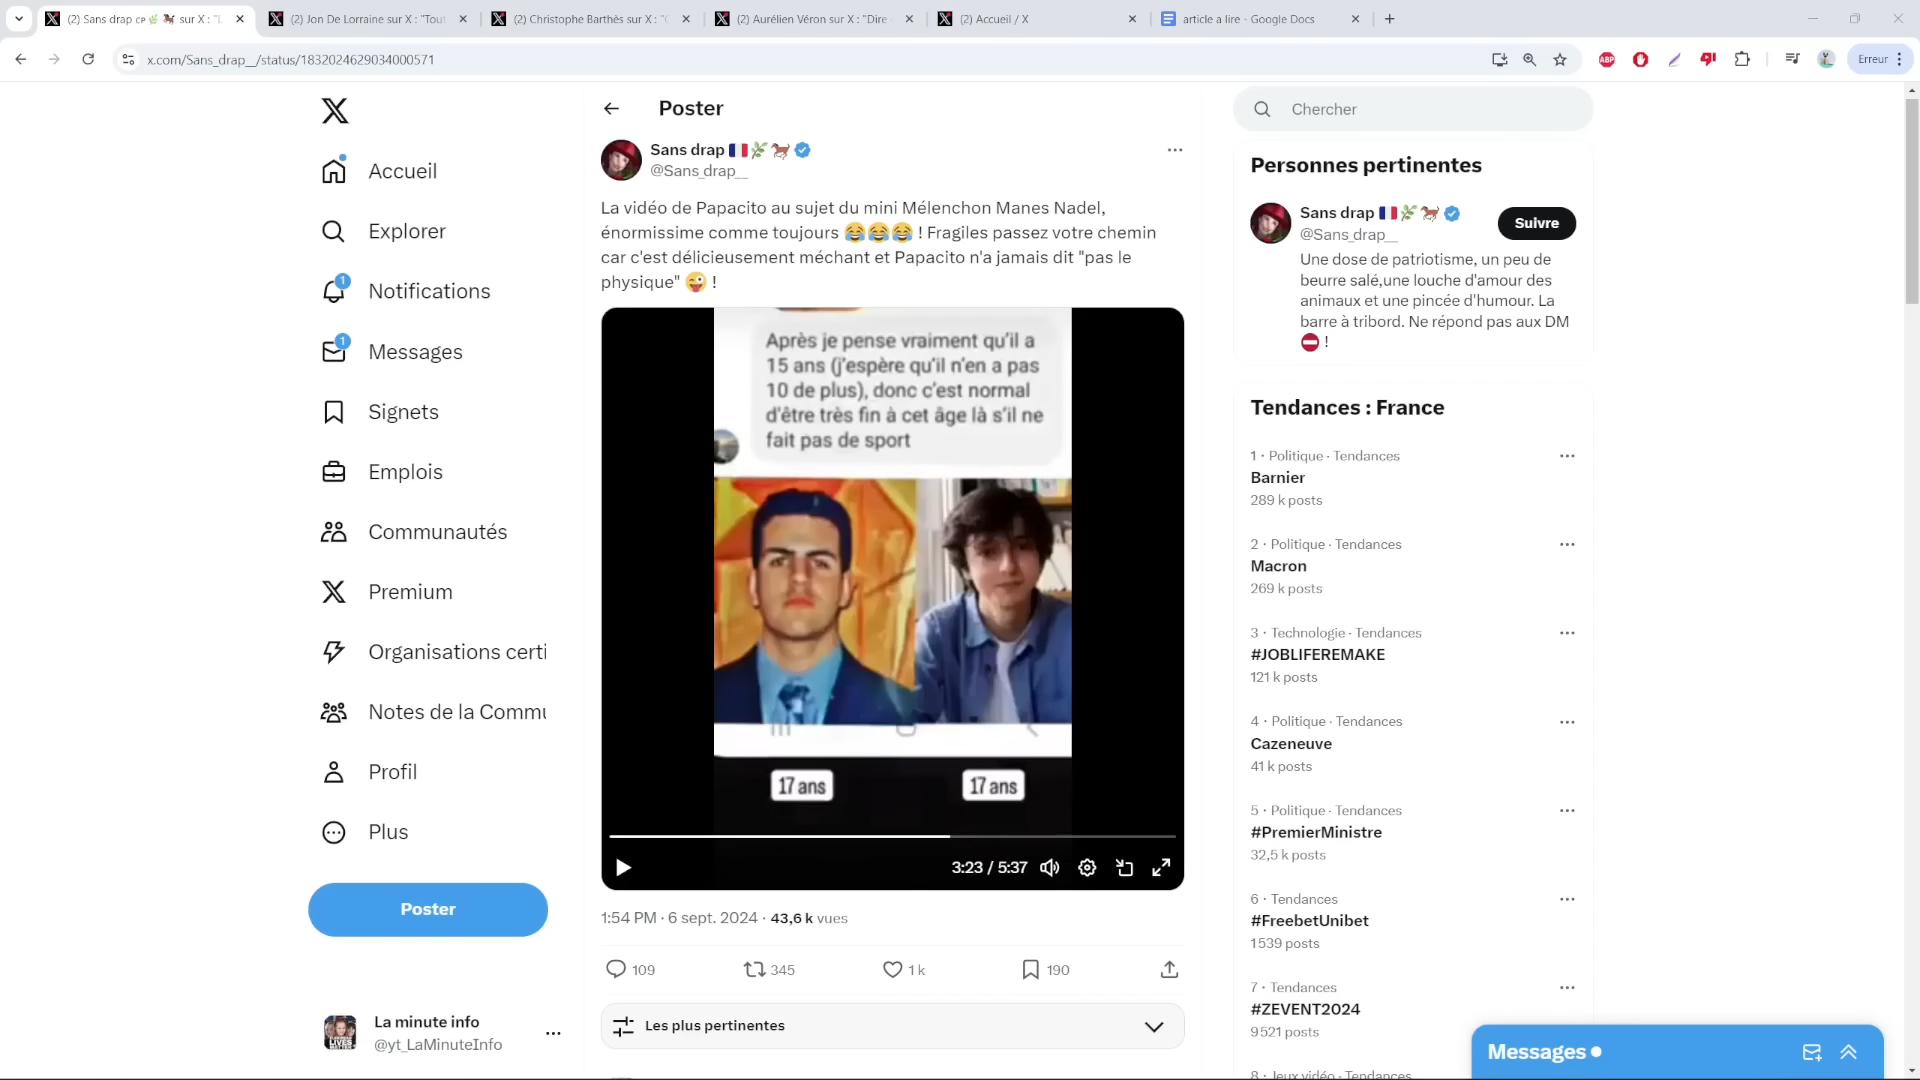 (2) Sans drap
sur X : "L
(2) Jon De Lorraine sur X : "Tout
(2) Christophe Barthès sur X : "
(2) Aurélien Véron sur X : "Dire
(2) Accueil / X
article a lire - Google Docs
x.com/Sans_drap__/status/1832024629034000571
ABP
Erreur
Accueil
Explorer
1
Notifications
1
Messages
Signets
Emplois
Communautés
Premium
Organisations certi
Notes de la Commu
Profil
Plus
Poster
La minute info
@yt_LaMinuteInfo
Poster
Sans drap
@Sans_drap__
La vidéo de Papacito au sujet du mini Mélenchon Manes Nadel,
énormissime comme toujours 😂😂😂 ! Fragiles passez votre chemin
car c'est délicieusement méchant et Papacito n'a jamais dit "pas le
physique" 😜 !
Après je pense vraiment qu'il a
15 ans (j'espère qu'il n'en a pas
10 de plus), donc c'est normal
d'être très fin à cet âge là s'il ne
fait pas de sport
17 ans
17 ans
3:23 / 5:37
1:54 PM · 6 sept. 2024 · 43,6 k vues
109
345
1 k
190
Les plus pertinentes
Chercher
Personnes pertinentes
Sans drap
@Sans_drap__
Suivre
Une dose de patriotisme, un peu de
beurre salé,une louche d'amour des
animaux et une pincée d'humour. La
barre à tribord. Ne répond pas aux DM
⛔ !
Tendances : France
1 · Politique · Tendances
Barnier
289 k posts
2 · Politique · Tendances
Macron
269 k posts
3 · Technologie · Tendances
#JOBLIFEREMAKE
121 k posts
4 · Politique · Tendances
Cazeneuve
41 k posts
5 · Politique · Tendances
#PremierMinistre
32,5 k posts
6 · Tendances
#FreebetUnibet
1 539 posts
7 · Tendances
#ZEVENT2024
9 521 posts
8 · Jeux vidéo · Tendances
Messages